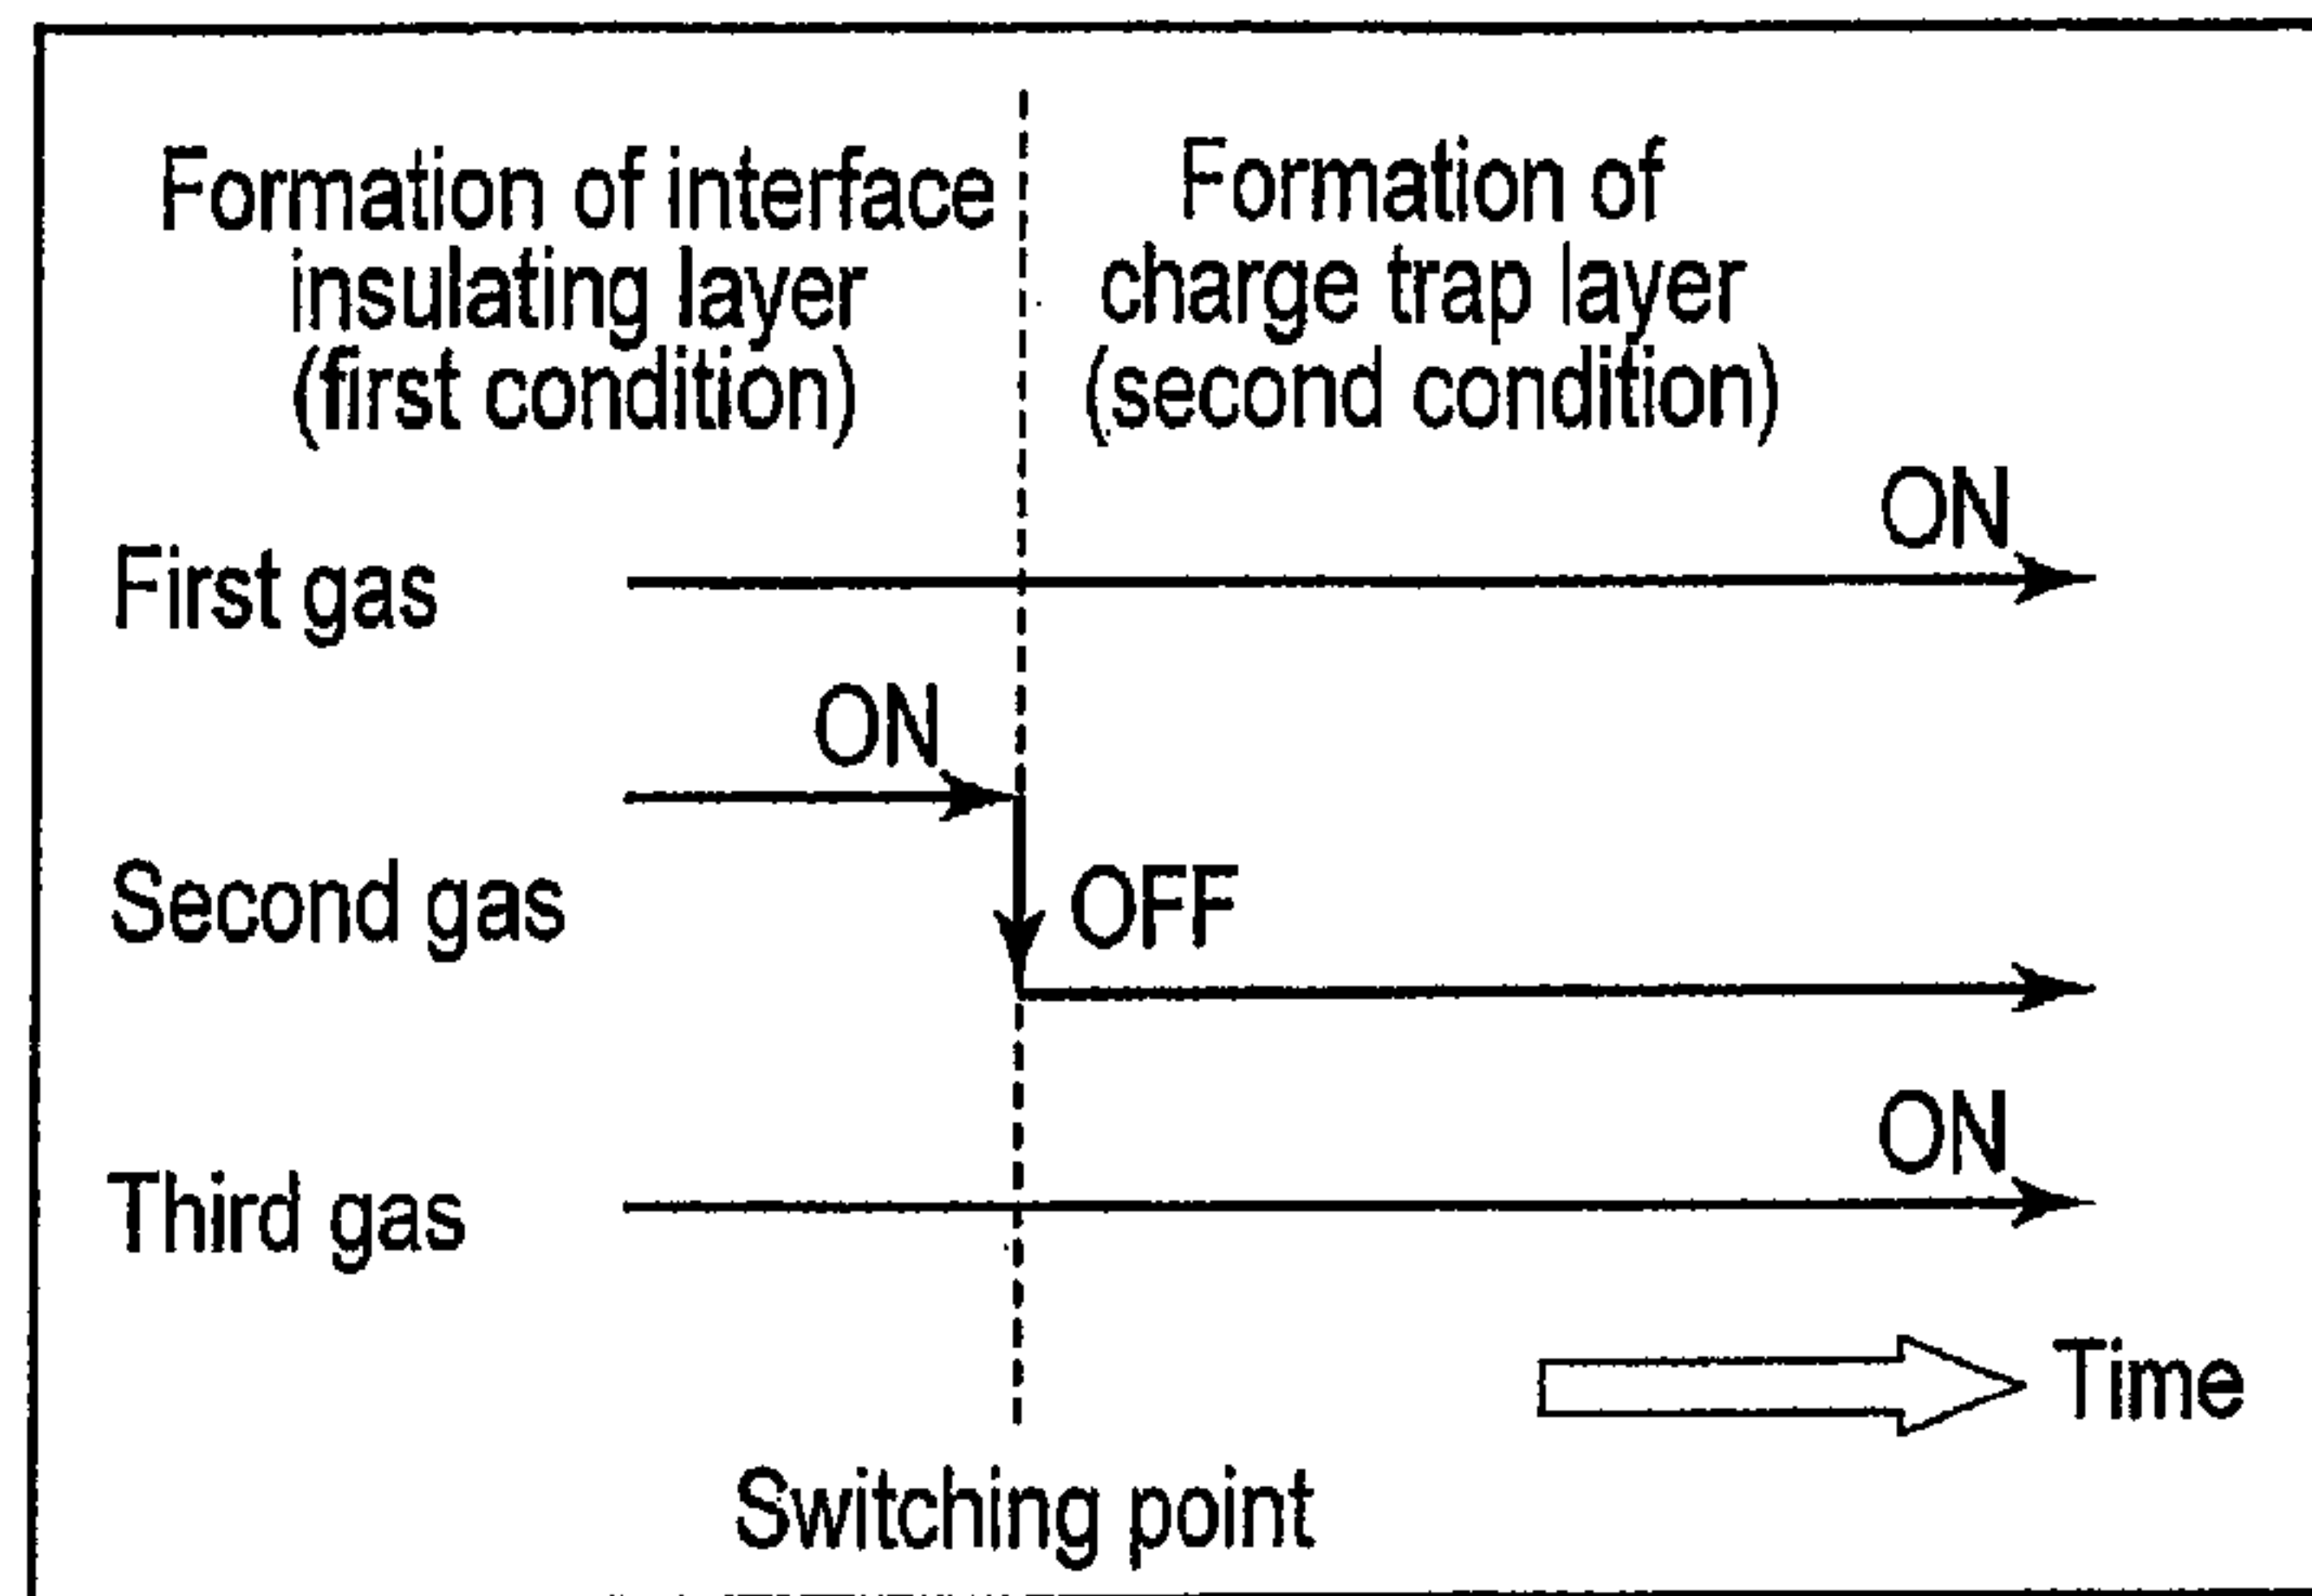 Formation of interface
insulating layer
(first condition)
Formation of
charge trap layer
(second condition)
First gas
ON
ON
Second gas
OFF
Third gas
ON
Time
Switching point